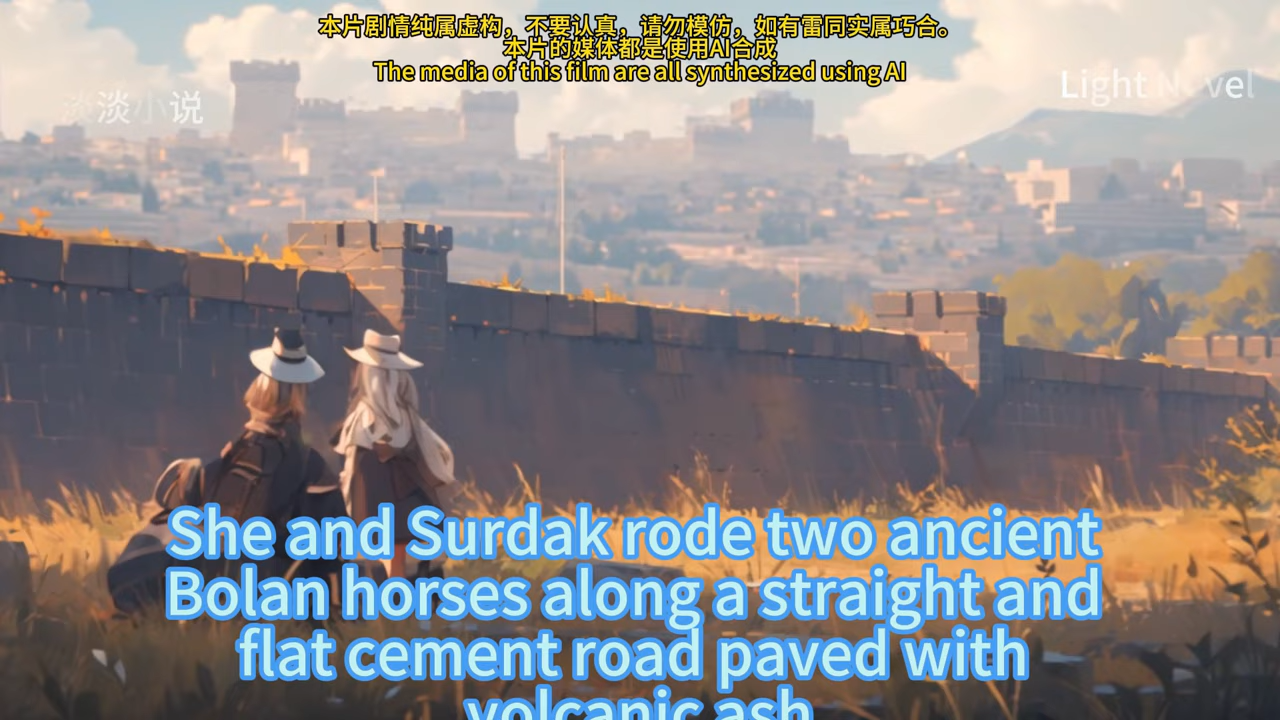 本片剧情纯属虚构，不要认真，请勿模仿，如有雷同实属巧合。
本片的媒体都是使用AI合成
The media of this film are all synthesized using AI
Light Novel
淡淡小说
She and Surdak rode two ancient
Bolan horses along a straight and
flat cement road paved with
volcanic ash